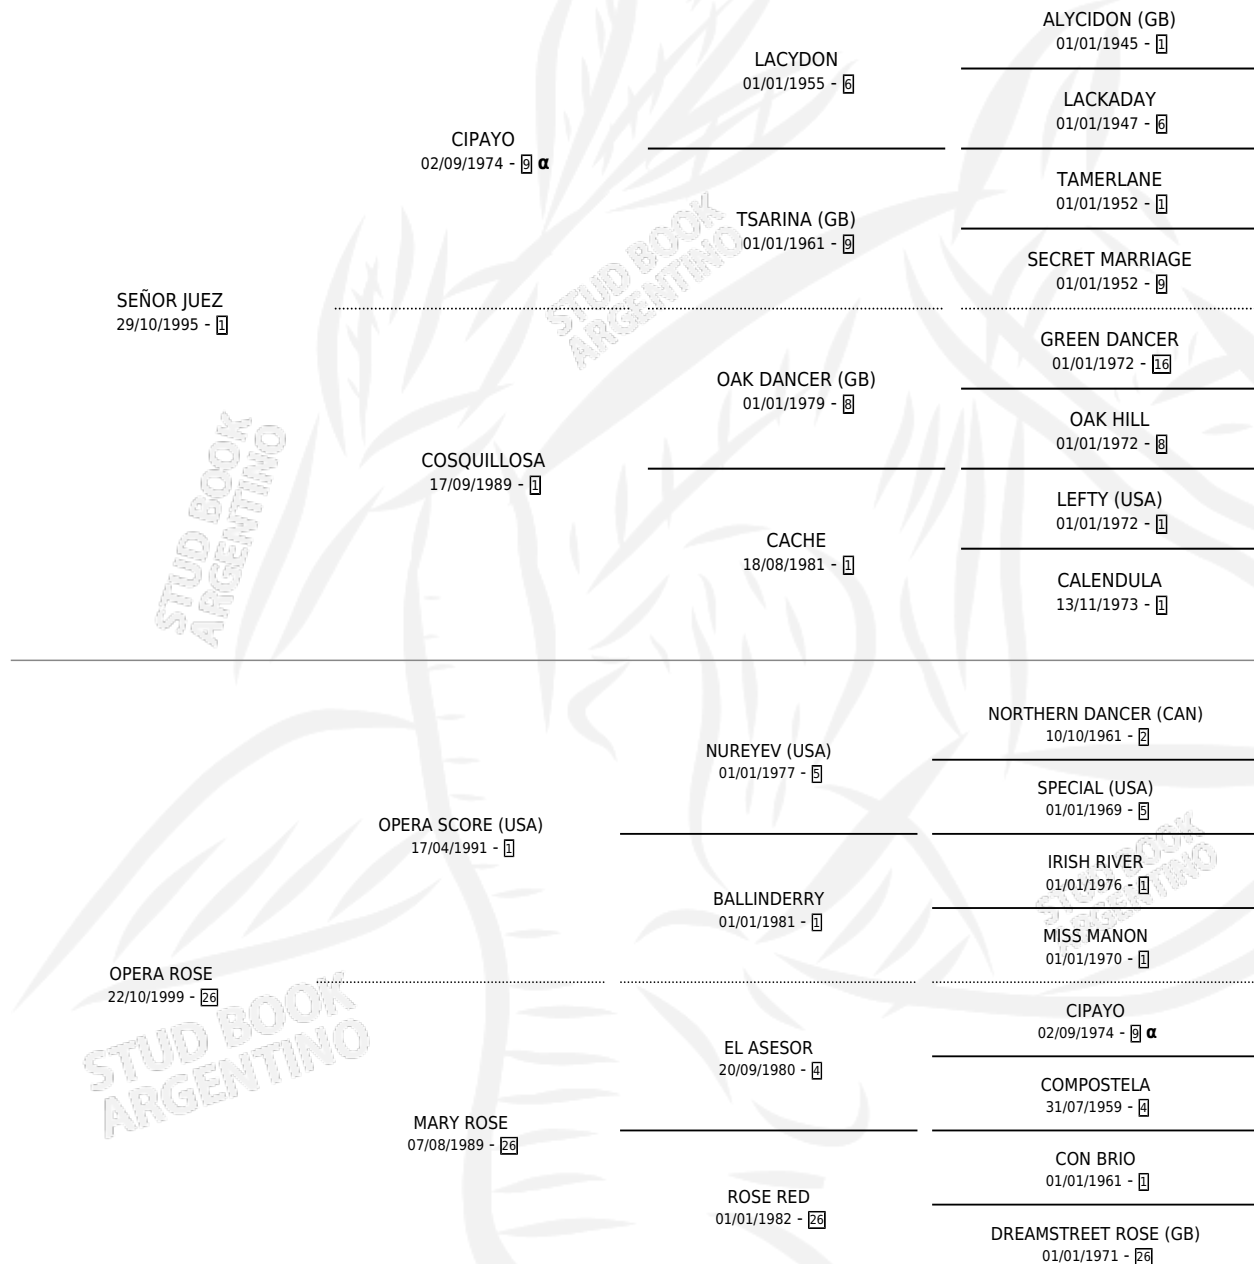 ALYCIDON (GB)
01/01/1945 - 1
LACYDON
01/01/1955 - 6
LACKADAY
01/01/1947 - 6
CIPAYO
02/09/1974 - 9 α
TAMERLANE
01/01/1952 - 1
TSARINA (GB)
01/01/1961 - 9
SECRET MARRIAGE
01/01/1952 - 9
STUD BOOK
ARGENTINO
SEÑOR JUEZ
29/10/1995 - 1
GREEN DANCER
01/01/1972 - 16
OAK DANCER (GB)
01/01/1979 - 8
OAK HILL
01/01/1972 - 8
COSQUILLOSA
17/09/1989 - 1
LEFTY (USA)
01/01/1972 - 1
CACHE
18/08/1981 - 1
CALENDULA
13/11/1973 - 1
STUD BOOK
ARGENTINO
NORTHERN DANCER (CAN)
10/10/1961 - 2
NUREYEV (USA)
01/01/1977 - 5
SPECIAL (USA)
01/01/1969 - 5
OPERA SCORE (USA)
17/04/1991 - 1
IRISH RIVER
01/01/1976 - 1
BALLINDERRY
01/01/1981 - 1
MISS MANON
01/01/1970 - 1
STUD BOOK
ARGENTINO
OPERA ROSE
22/10/1999 - 26
CIPAYO
02/09/1974 - 9 α
EL ASESOR
20/09/1980 - 4
COMPOSTELA
31/07/1959 - 4
STUD BOOK
ARGENTINO
MARY ROSE
07/08/1989 - 26
CON BRIO
01/01/1961 - 1
ROSE RED
01/01/1982 - 26
DREAMSTREET ROSE (GB)
01/01/1971 - 26